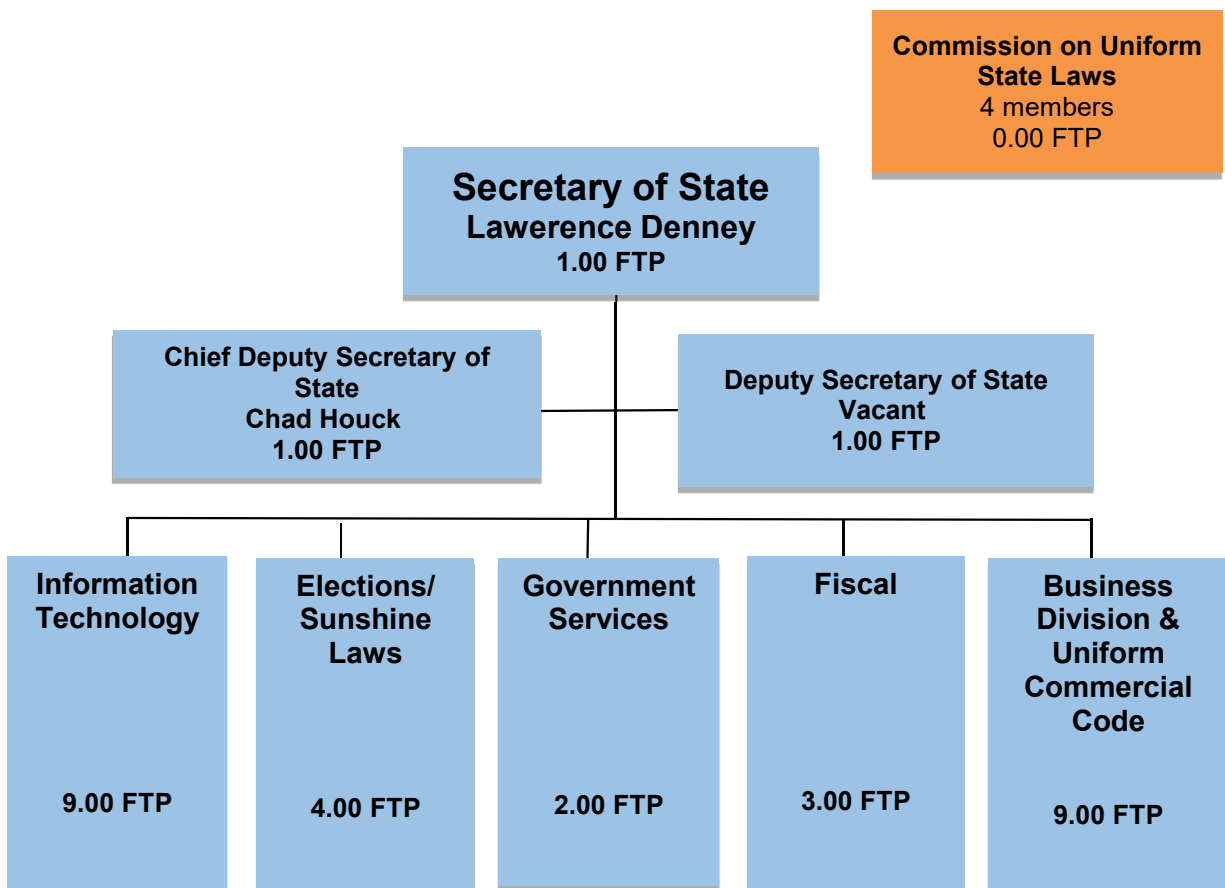 Commission on Uniform
State Laws
4 members
0.00 FTP
Secretary of State
Lawerence Denney
1.00 FTP
Chief Deputy Secretary of
State
Chad Houck
1.00 FTP
Deputy Secretary of State
Vacant
1.00 FTP
Information
Technology
9.00 FTP
Elections/
Sunshine
Laws
4.00 FTP
Government
Services
2.00 FTP
Fiscal
3.00 FTP
Business
Division &
Uniform
Commercial
Code
9.00 FTP